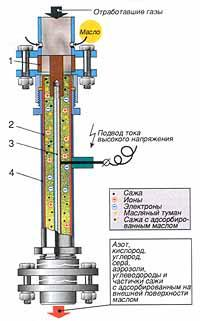 Отработавшие газы
Масло
1
2
3
4
Подвод тока
высокого напряжения
Сажа
Ионы
Электроны
Масляный туман
Сажа с адсорбиро-
ванным маслом
Азот,
кислород,
углерод,
сера,
аэрозоли,
углеводороды и
частички сажи
с адсорбированным на
внешней поверхности
маслом